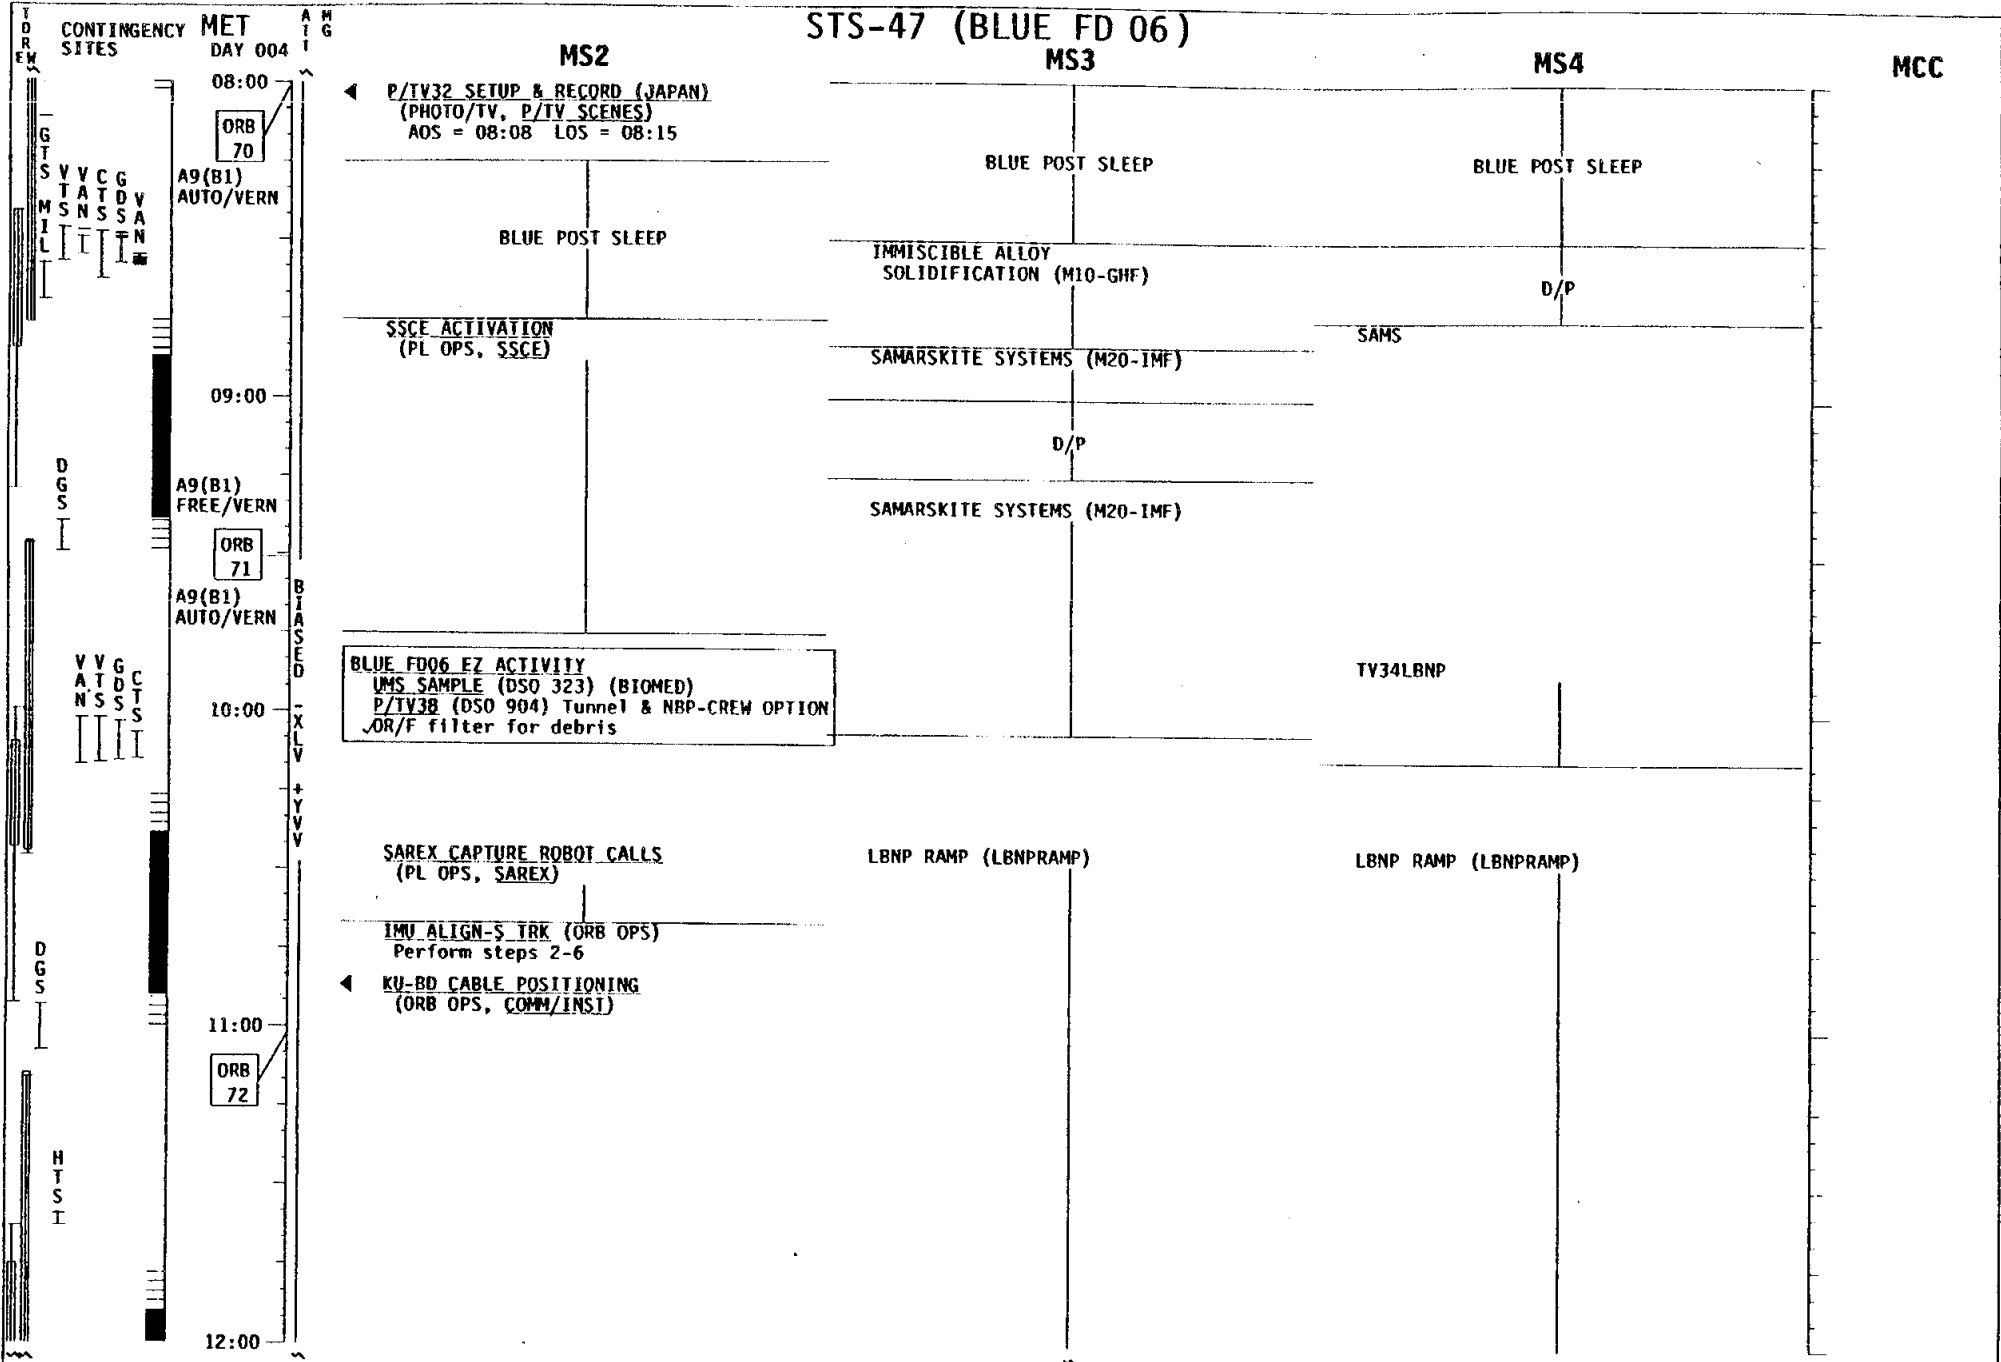 STS-47 (BLUE FD 06)
TDRE W
CONTINGENCY SITES
MET
DAY 004
ATT
MG
MS2
MS3
MS4
MCC
08:00
ORB
70
GTS
MIL
VTS
VAN
CTS
GDS
VAN
A9(B1)
AUTO/VERN
◀ P/TV32 SETUP & RECORD (JAPAN)
(PHOTO/TV, P/TV SCENES)
AOS = 08:08 LOS = 08:15
BLUE POST SLEEP
BLUE POST SLEEP
BLUE POST SLEEP
IMMISCIBLE ALLOY
SOLIDIFICATION (M10-GHF)
D/P
SSCE ACTIVATION
(PL OPS, SSCE)
SAMS
SAMARSKITE SYSTEMS (M20-IMF)
09:00
D/P
DGS
A9(B1)
FREE/VERN
SAMARSKITE SYSTEMS (M20-IMF)
ORB
71
A9(B1)
AUTO/VERN
BIASED -XLV +YVV
VAN
VTS
GDS
CTS
BLUE FD06 EZ ACTIVITY
UMS SAMPLE (DSO 323) (BIOMED)
P/TV38 (DSO 904) Tunnel & NBP-CREW OPTION
✓OR/F filter for debris
TV34LBNP
10:00
SAREX CAPTURE ROBOT CALLS
(PL OPS, SAREX)
LBNP RAMP (LBNPRAMP)
LBNP RAMP (LBNPRAMP)
IMU ALIGN-S TRK (ORB OPS)
Perform steps 2-6
DGS
◀ KU-BD CABLE POSITIONING
(ORB OPS, COMM/INST)
11:00
ORB
72
HTS
12:00